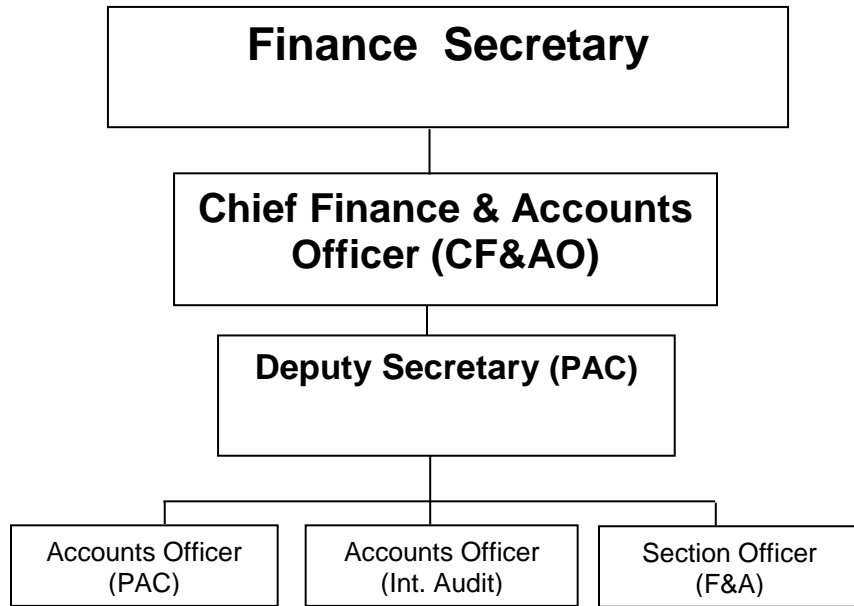 Finance Secretary
Chief Finance & Accounts
Officer (CF&AO)
Deputy Secretary (PAC)
Accounts Officer
(PAC)
Accounts Officer
(Int. Audit)
Section Officer
(F&A)